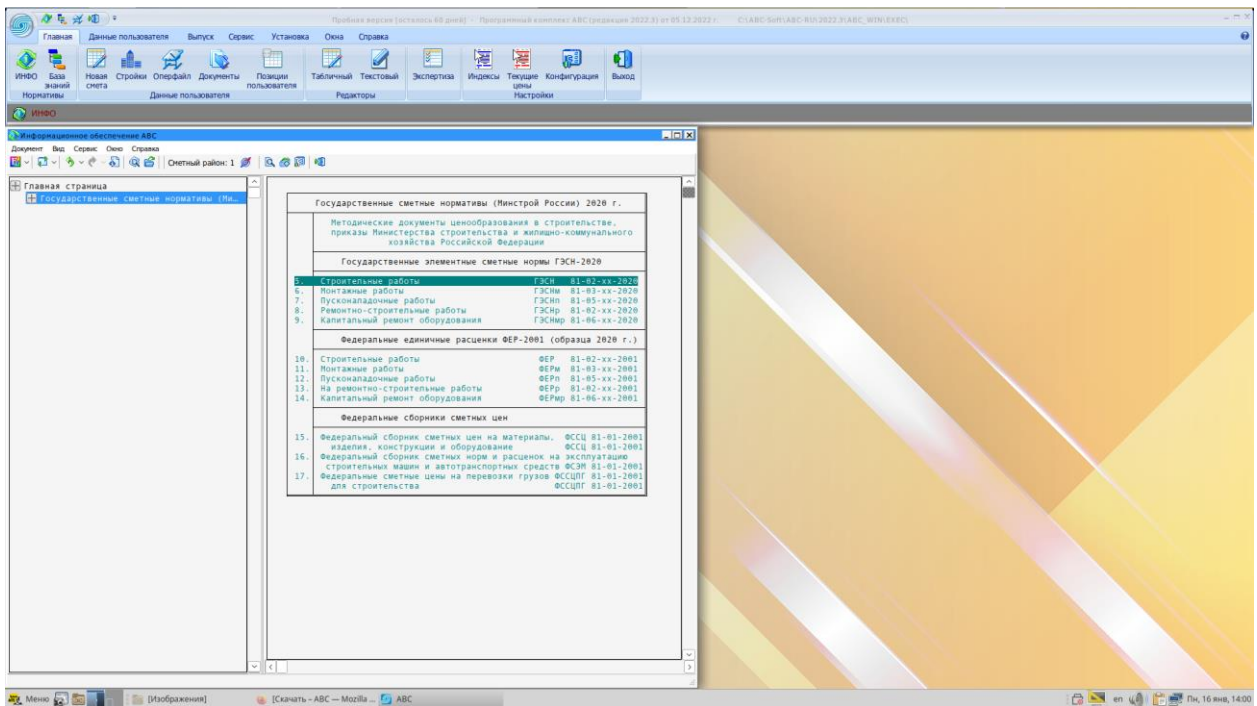 Пробная версия (осталось 60 дней) - Программный комплекс АВС (редакция 2022.3) от 05.12.2022 г. C:\ABC-Soft\ABC-RU\2022.3\ABC_WIN\EXEC\
Главная Данные пользователя Выпуск Сервис Установка Окна Справка
ИНФО База знаний Новая смета Стройки Оперфайл Документы Позиции пользователя Табличный Текстовый Экспертиза Индексы Текущие цены Конфигурация Выход
Нормативы Данные пользователя Редакторы Настройки
ИНФО
Информационное обеспечение АВС
Документ Вид Сервис Окно Справка
Сметный район: 1
Главная страница
Государственные сметные нормативы (Ми…
Государственные сметные нормативы (Минстрой России) 2020 г.
Методические документы ценообразования в строительстве,
приказы Министерства строительства и жилищно-коммунального
хозяйства Российской Федерации
Государственные элементные сметные нормы ГЭСН-2020
5. Строительные работы ГЭСН 81-02-хх-2020
6. Монтажные работы ГЭСНм 81-03-хх-2020
7. Пусконаладочные работы ГЭСНп 81-05-хх-2020
8. Ремонтно-строительные работы ГЭСНр 81-02-хх-2020
9. Капитальный ремонт оборудования ГЭСНмр 81-06-хх-2020
Федеральные единичные расценки ФЕР-2001 (образца 2020 г.)
10. Строительные работы ФЕР 81-02-хх-2001
11. Монтажные работы ФЕРм 81-03-хх-2001
12. Пусконаладочные работы ФЕРп 81-05-хх-2001
13. На ремонтно-строительные работы ФЕРр 81-02-хх-2001
14. Капитальный ремонт оборудования ФЕРмр 81-06-хх-2001
Федеральные сборники сметных цен
15. Федеральный сборник сметных цен на материалы, ФССЦ 81-01-2001
изделия, конструкции и оборудование ФССЦ 81-01-2001
16. Федеральный сборник сметных норм и расценок на эксплуатацию
строительных машин и автотранспортных средств ФСЭМ 81-01-2001
17. Федеральные сметные цены на перевозки грузов ФССЦПГ 81-01-2001
для строительства ФССЦПГ 81-01-2001
Меню [Изображения] [Скачать – АВС — Mozilla ... ABC en Пн, 16 янв, 14:00